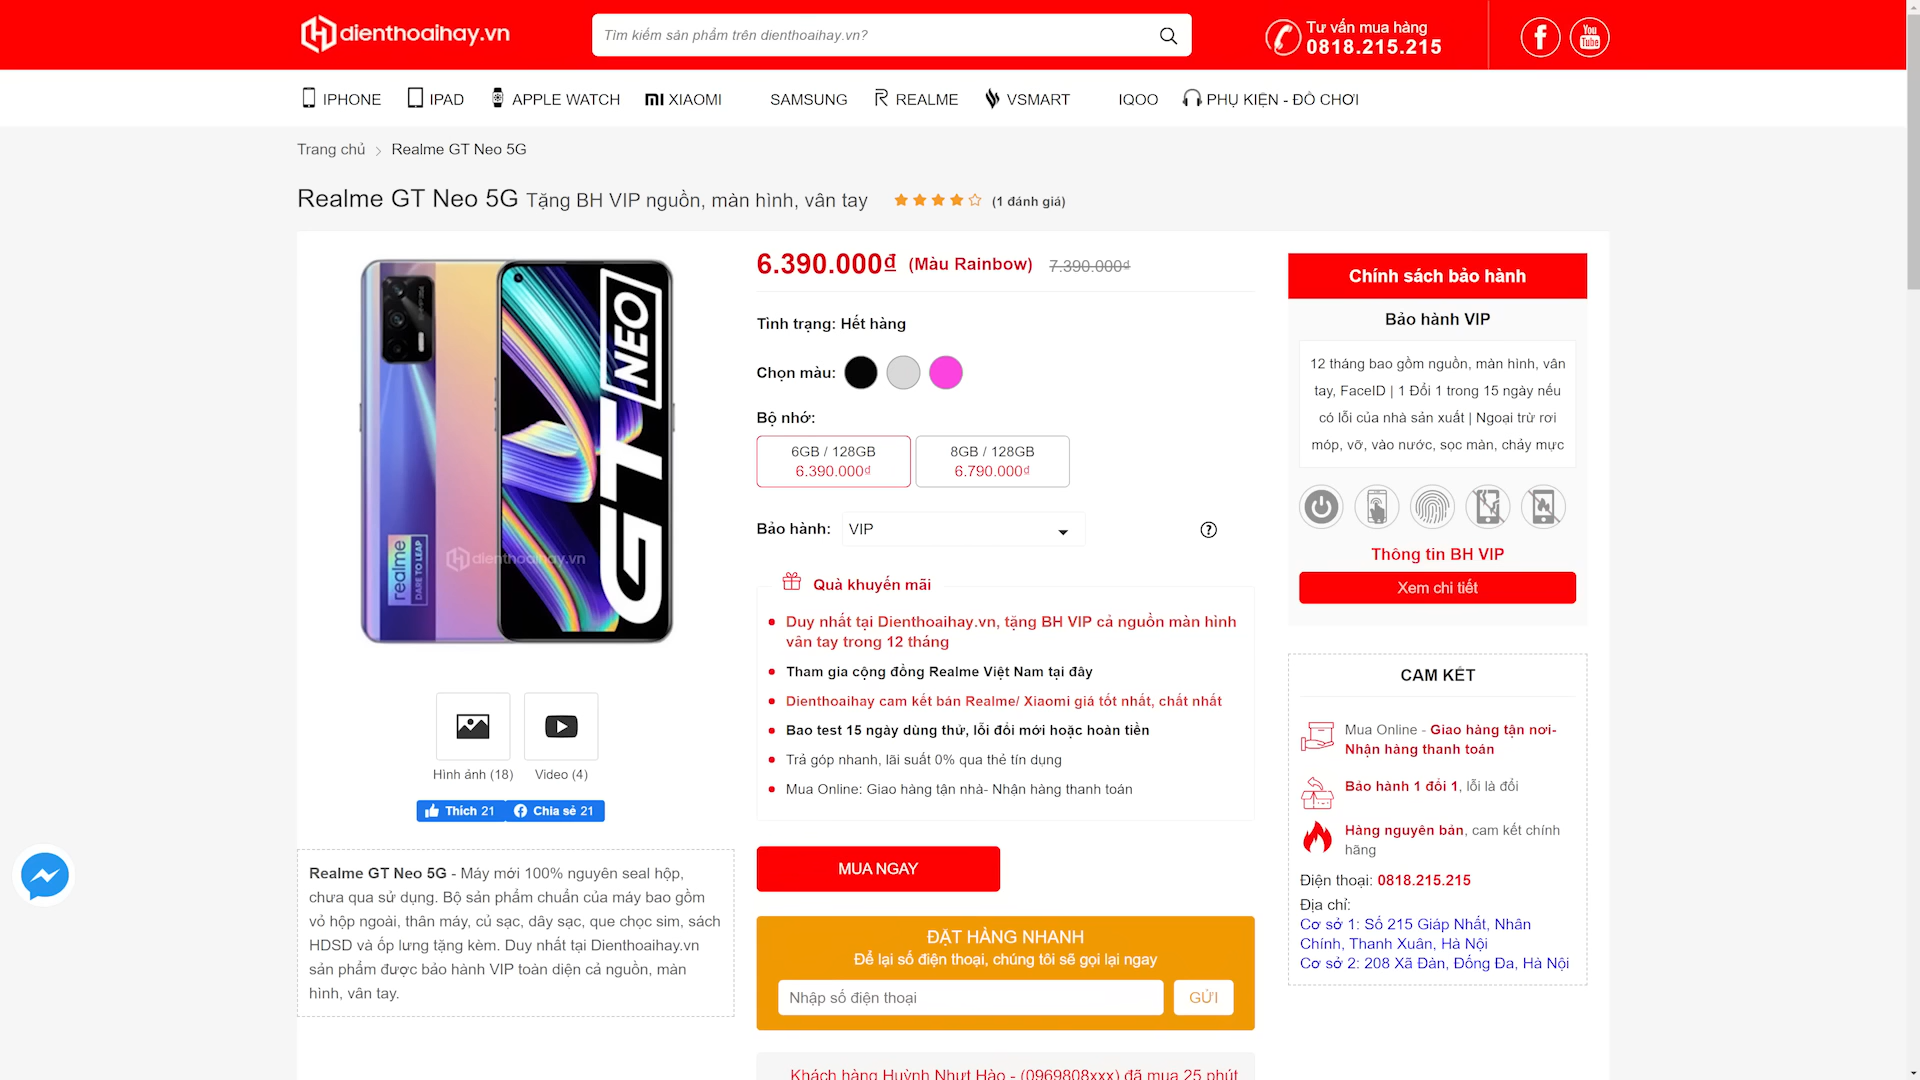 dienthoaihay.vn
Tìm kiếm sản phẩm trên dienthoaihay.vn?
Tư vấn mua hàng
0818.215.215
You
Tube
IPHONE
IPAD
APPLE WATCH
XIAOMI
SAMSUNG
REALME
VSMART
IQOO
PHỤ KIỆN - ĐỒ CHƠI
Trang chủ
Realme GT Neo 5G
Realme GT Neo 5G Tặng BH VIP nguồn, màn hình, vân tay
(1 đánh giá)
realme
DARE TO LEAP
GT NEO
dienthoaihay.vn
Hình ảnh (18)
Video (4)
Thích 21
Chia sẻ 21
Realme GT Neo 5G - Máy mới 100% nguyên seal hộp,
chưa qua sử dụng. Bộ sản phẩm chuẩn của máy bao gồm
vỏ hộp ngoài, thân máy, củ sạc, dây sạc, que chọc sim, sách
HDSD và ốp lưng tặng kèm. Duy nhất tại Dienthoaihay.vn
sản phẩm được bảo hành VIP toàn diện cả nguồn, màn
hình, vân tay.
6.390.000₫ (Màu Rainbow) 7.390.000₫
Tình trạng: Hết hàng
Chọn màu:
Bộ nhớ:
6GB / 128GB
6.390.000₫
8GB / 128GB
6.790.000₫
Bảo hành: VIP
?
Quà khuyến mãi
Duy nhất tại Dienthoaihay.vn, tặng BH VIP cả nguồn màn hình
vân tay trong 12 tháng
Tham gia cộng đồng Realme Việt Nam tại đây
Dienthoaihay cam kết bán Realme/ Xiaomi giá tốt nhất, chất nhất
Bao test 15 ngày dùng thử, lỗi đổi mới hoặc hoàn tiền
Trả góp nhanh, lãi suất 0% qua thẻ tín dụng
Mua Online: Giao hàng tận nhà- Nhận hàng thanh toán
MUA NGAY
ĐẶT HÀNG NHANH
Để lại số điện thoại, chúng tôi sẽ gọi lại ngay
Nhập số điện thoại
GỬI
Khách hàng Huỳnh Nhựt Hào - (0969808xxx) đã mua 25 phút
Chính sách bảo hành
Bảo hành VIP
12 tháng bao gồm nguồn, màn hình, vân
tay, FaceID | 1 Đổi 1 trong 15 ngày nếu
có lỗi của nhà sản xuất | Ngoại trừ rơi
móp, vỡ, vào nước, sọc màn, chảy mực
Thông tin BH VIP
Xem chi tiết
CAM KẾT
Mua Online - Giao hàng tận nơi-
Nhận hàng thanh toán
Bảo hành 1 đổi 1, lỗi là đổi
Hàng nguyên bản, cam kết chính
hãng
Điện thoại: 0818.215.215
Địa chỉ:
Cơ sở 1: Số 215 Giáp Nhất, Nhân
Chính, Thanh Xuân, Hà Nội
Cơ sở 2: 208 Xã Đàn, Đống Đa, Hà Nội